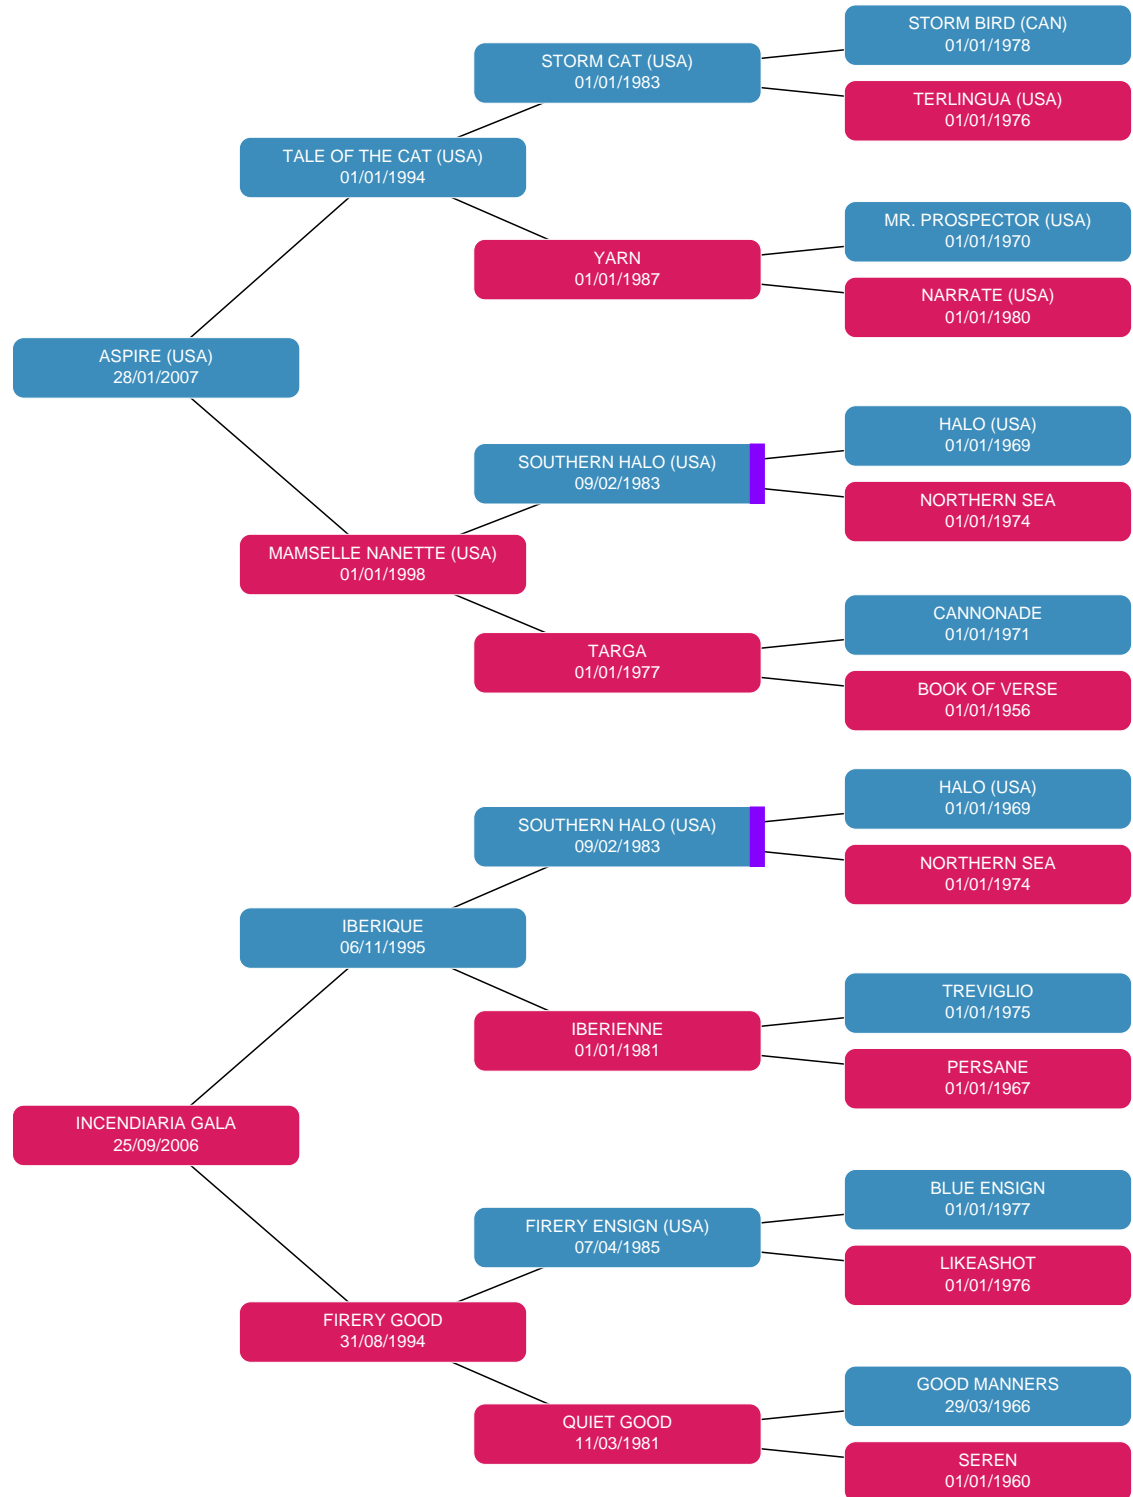 STORM BIRD (CAN)
01/01/1978
STORM CAT (USA)
01/01/1983
TERLINGUA (USA)
01/01/1976
TALE OF THE CAT (USA)
01/01/1994
MR. PROSPECTOR (USA)
01/01/1970
YARN
01/01/1987
NARRATE (USA)
01/01/1980
ASPIRE (USA)
28/01/2007
HALO (USA)
01/01/1969
SOUTHERN HALO (USA)
09/02/1983
NORTHERN SEA
01/01/1974
MAMSELLE NANETTE (USA)
01/01/1998
CANNONADE
01/01/1971
TARGA
01/01/1977
BOOK OF VERSE
01/01/1956
HALO (USA)
01/01/1969
SOUTHERN HALO (USA)
09/02/1983
NORTHERN SEA
01/01/1974
IBERIQUE
06/11/1995
TREVIGLIO
01/01/1975
IBERIENNE
01/01/1981
PERSANE
01/01/1967
INCENDIARIA GALA
25/09/2006
BLUE ENSIGN
01/01/1977
FIRERY ENSIGN (USA)
07/04/1985
LIKEASHOT
01/01/1976
FIRERY GOOD
31/08/1994
GOOD MANNERS
29/03/1966
QUIET GOOD
11/03/1981
SEREN
01/01/1960